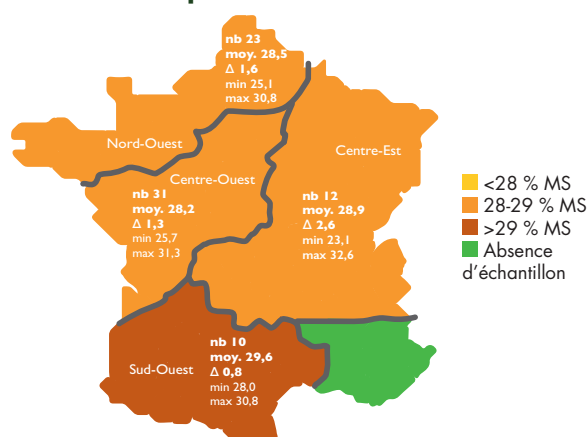 nb 23
moy. 28,5
Δ 1,6
min 25,1
max 30,8
Nord-Ouest
Centre-Est
Centre-Ouest
nb 31
moy. 28,2
Δ 1,3
min 25,7
max 31,3
nb 12
moy. 28,9
Δ 2,6
min 23,1
max 32,6
<28 % MS
28-29 % MS
>29 % MS
Absence
d'échantillon
Sud-Ouest
nb 10
moy. 29,6
Δ 0,8
min 28,0
max 30,8